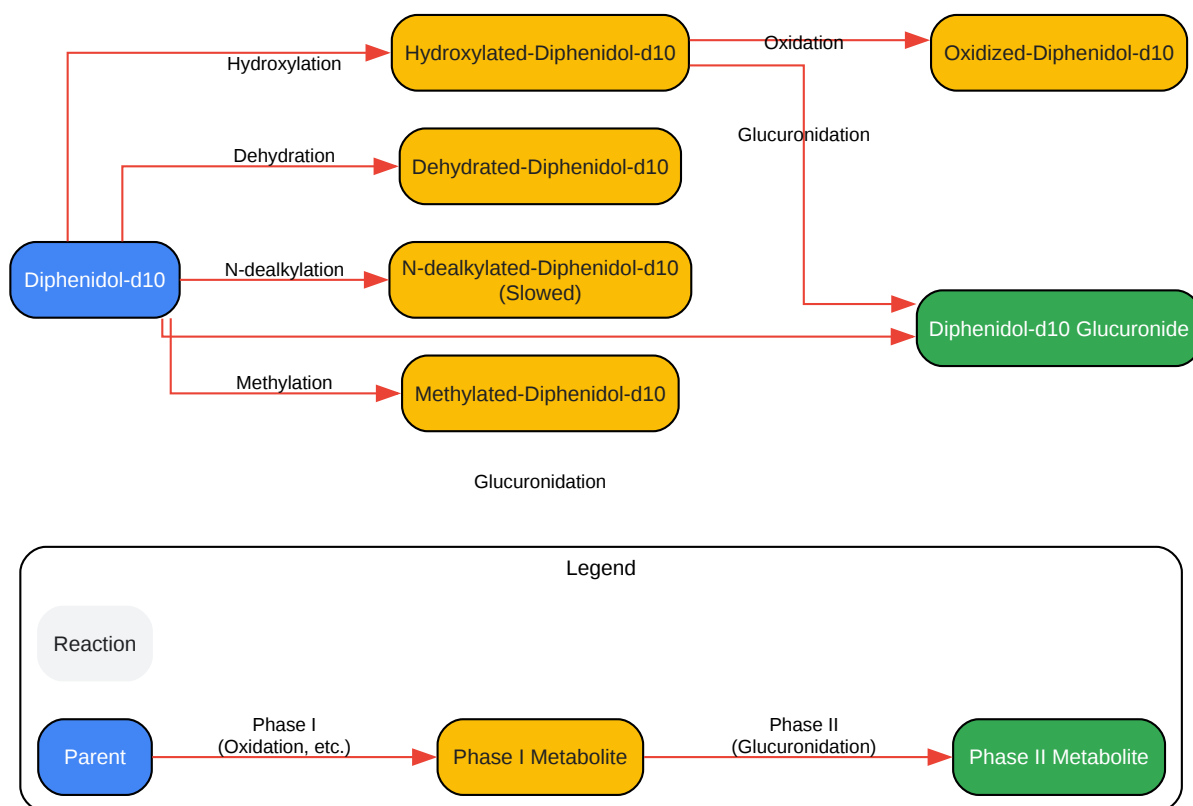 Hydroxylation
Hydroxylated-Diphenidol-d10
Oxidation
Oxidized-Diphenidol-d10
Glucuronidation
Dehydration
Dehydrated-Diphenidol-d10
Diphenidol-d10
N-dealkylation
N-dealkylated-Diphenidol-d10
(Slowed)
Diphenidol-d10 Glucuronide
Methylation
Methylated-Diphenidol-d10
Glucuronidation
Legend
Reaction
Parent
Phase I
(Oxidation, etc.)
Phase I Metabolite
Phase II
(Glucuronidation)
Phase II Metabolite